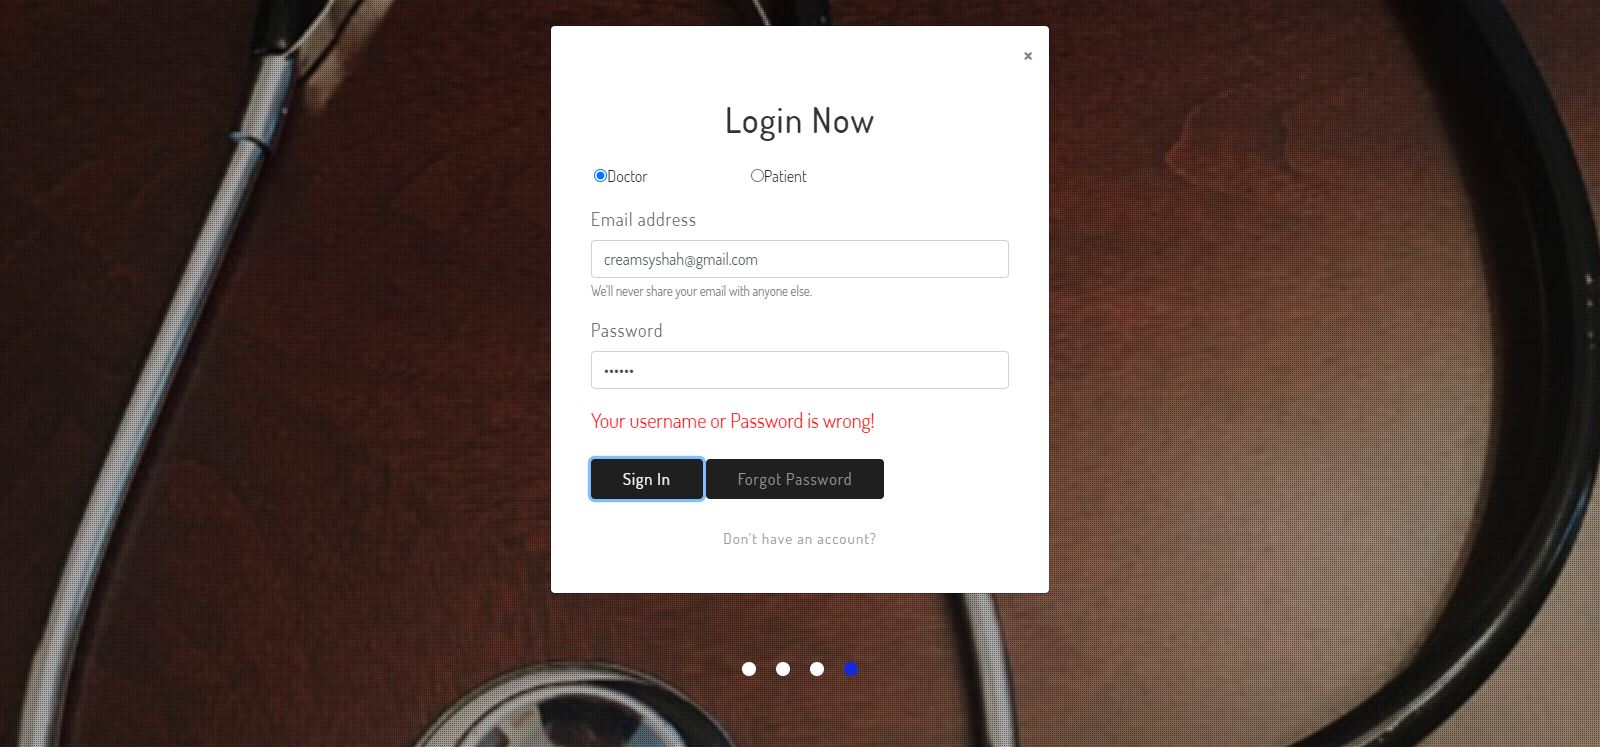 ×
Login Now
Doctor Patient
Email address
creamsyshah@gmail.com
We'll never share your email with anyone else.
Password
••••••
Your username or Password is wrong!
Sign In Forgot Password
Don't have an account?